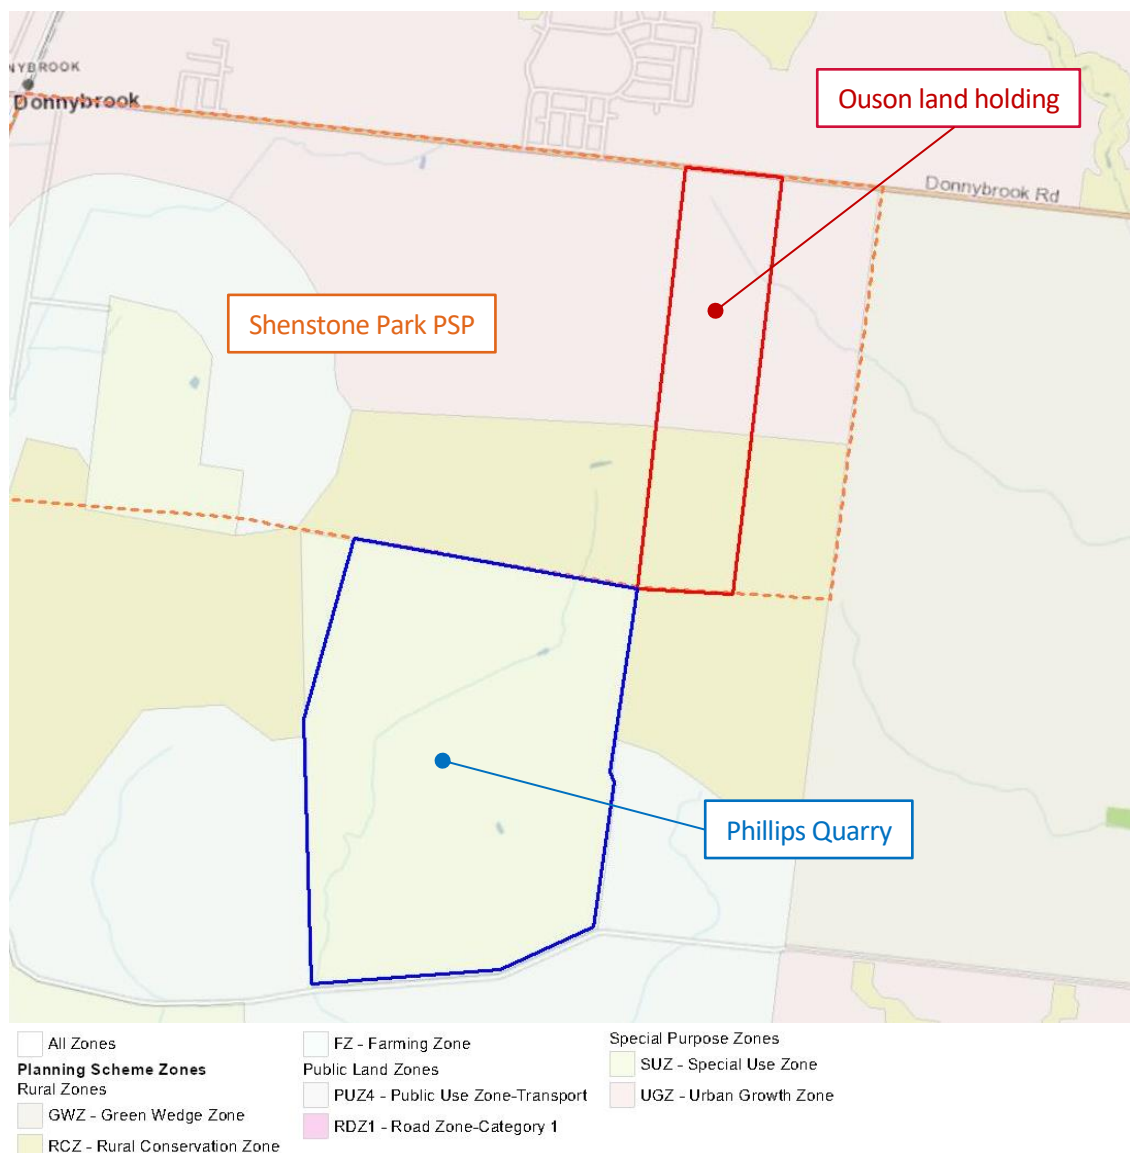 NYBROOK
Donnybrook
Ouson land holding
Donnybrook Rd
Shenstone Park PSP
Phillips Quarry
All Zones
Planning Scheme Zones
Rural Zones
GWZ - Green Wedge Zone
RCZ - Rural Conservation Zone
FZ - Farming Zone
Public Land Zones
PUZ4 - Public Use Zone-Transport
RDZ1 - Road Zone-Category 1
Special Purpose Zones
SUZ - Special Use Zone
UGZ - Urban Growth Zone